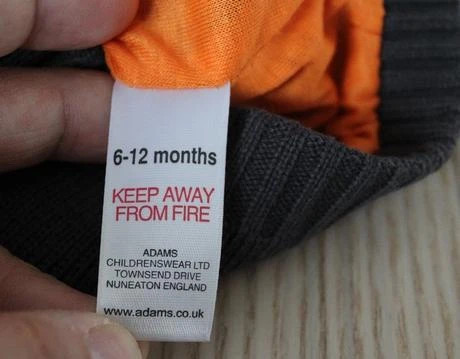 6-12 months
KEEP AWAY
FROM FIRE
ADAMS
CHILDRENSWEAR LTD
TOWNSEND DRIVE
NUNEATON ENGLAND
www.adams.co.uk